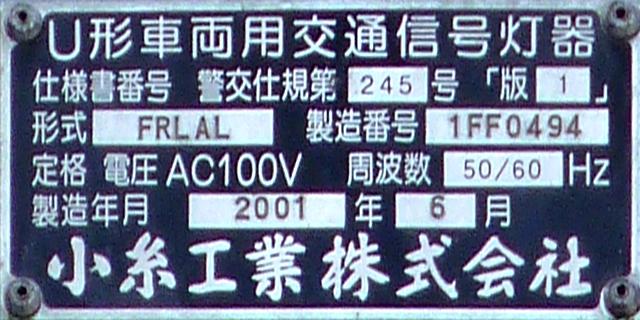 U形車両用交通信号灯器
仕様書番号 警交仕規第 245 号 「版 1 」
形式 FRLAL 製造番号 1FF0494
定格 電圧 AC100V 周波数 50/60 Hz
製造年月 2001 年 6 月
小糸工業株式会社